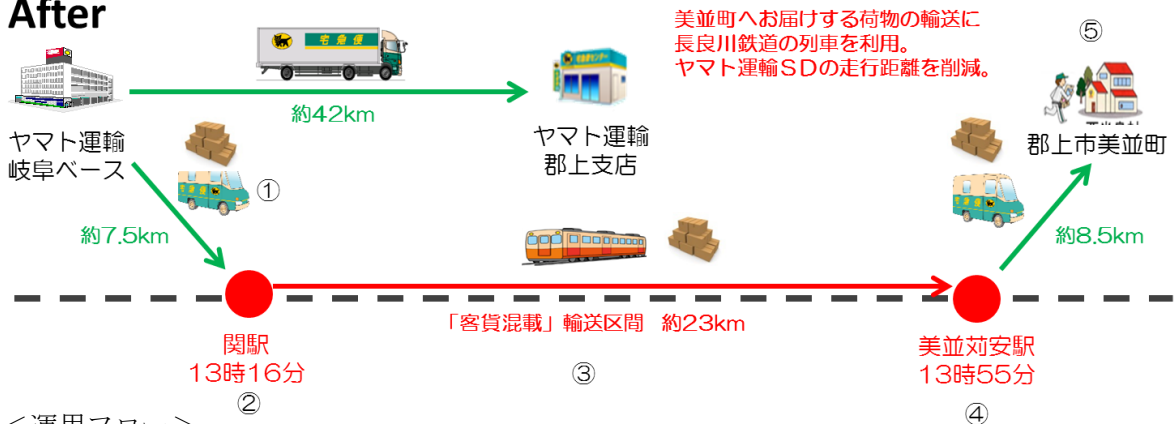 After
美並町へお届けする荷物の輸送に
長良川鉄道の列車を利用。
ヤマト運輸SDの走行距離を削減。
⑤
宅急便
約42km
ヤマト運輸
岐阜ベース
ヤマト運輸
郡上支店
郡上市美並町
①
約7.5km
約8.5km
「客貨混載」輸送区間 約23km
関駅
13時16分
②
③
美並苅安駅
13時55分
④